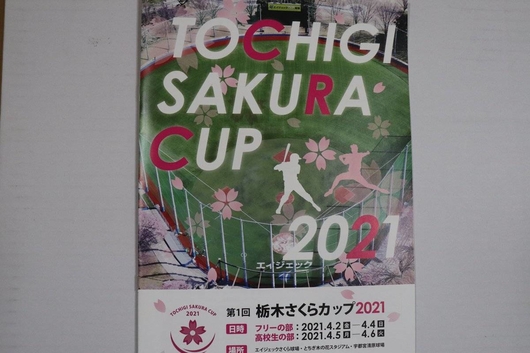 TOCHIGI
SAKURA
CUP
2021
エイジェック
TOCHIGI SAKURA CUP
2021
第1回 栃木さくらカップ2021
日時 フリーの部:2021.4.2金―4.4日
高校生の部:2021.4.5月―4.6火
場所 エイジェックさくら球場・とちぎ木の花スタジアム・宇都宮清原球場